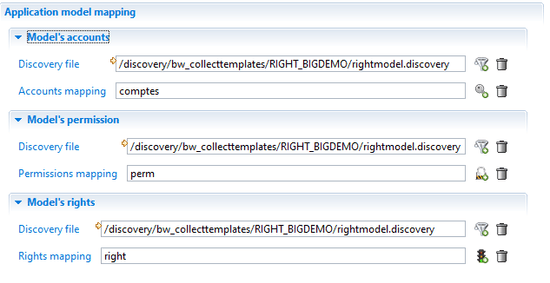 Application model mapping
Model's accounts
Discovery file /discovery/bw_collecttemplates/RIGHT_BIGDEMO/rightmodel.discovery
Accounts mapping comptes
Model's permission
Discovery file /discovery/bw_collecttemplates/RIGHT_BIGDEMO/rightmodel.discovery
Permissions mapping perm
Model's rights
Discovery file /discovery/bw_collecttemplates/RIGHT_BIGDEMO/rightmodel.discovery
Rights mapping right